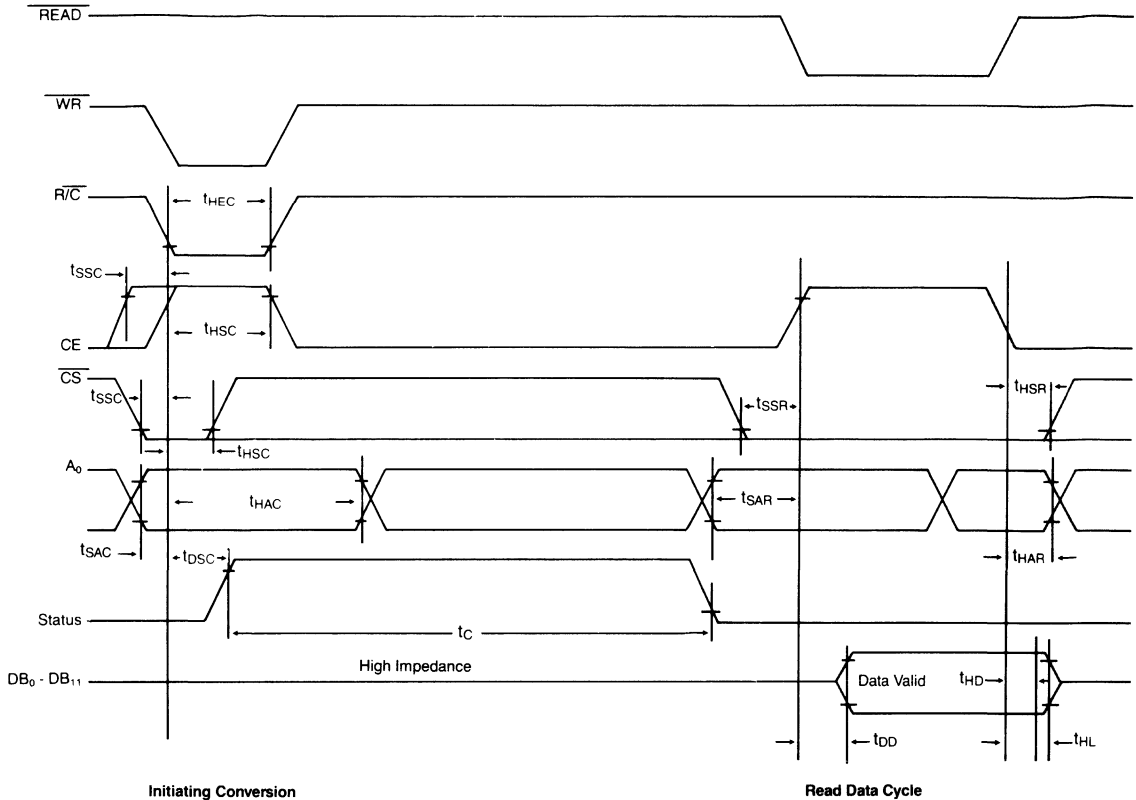 READ
WR
R/C
tHEC
tSSC
CE
tHSC
CS
tSSC
tSSR
tHSR
tHSC
A0
tHAC
tSAR
tSAC
tDSC
tHAR
Status
tC
High Impedance
DB0 - DB11
Data Valid
tHD
tDD
tHL
Initiating Conversion
Read Data Cycle